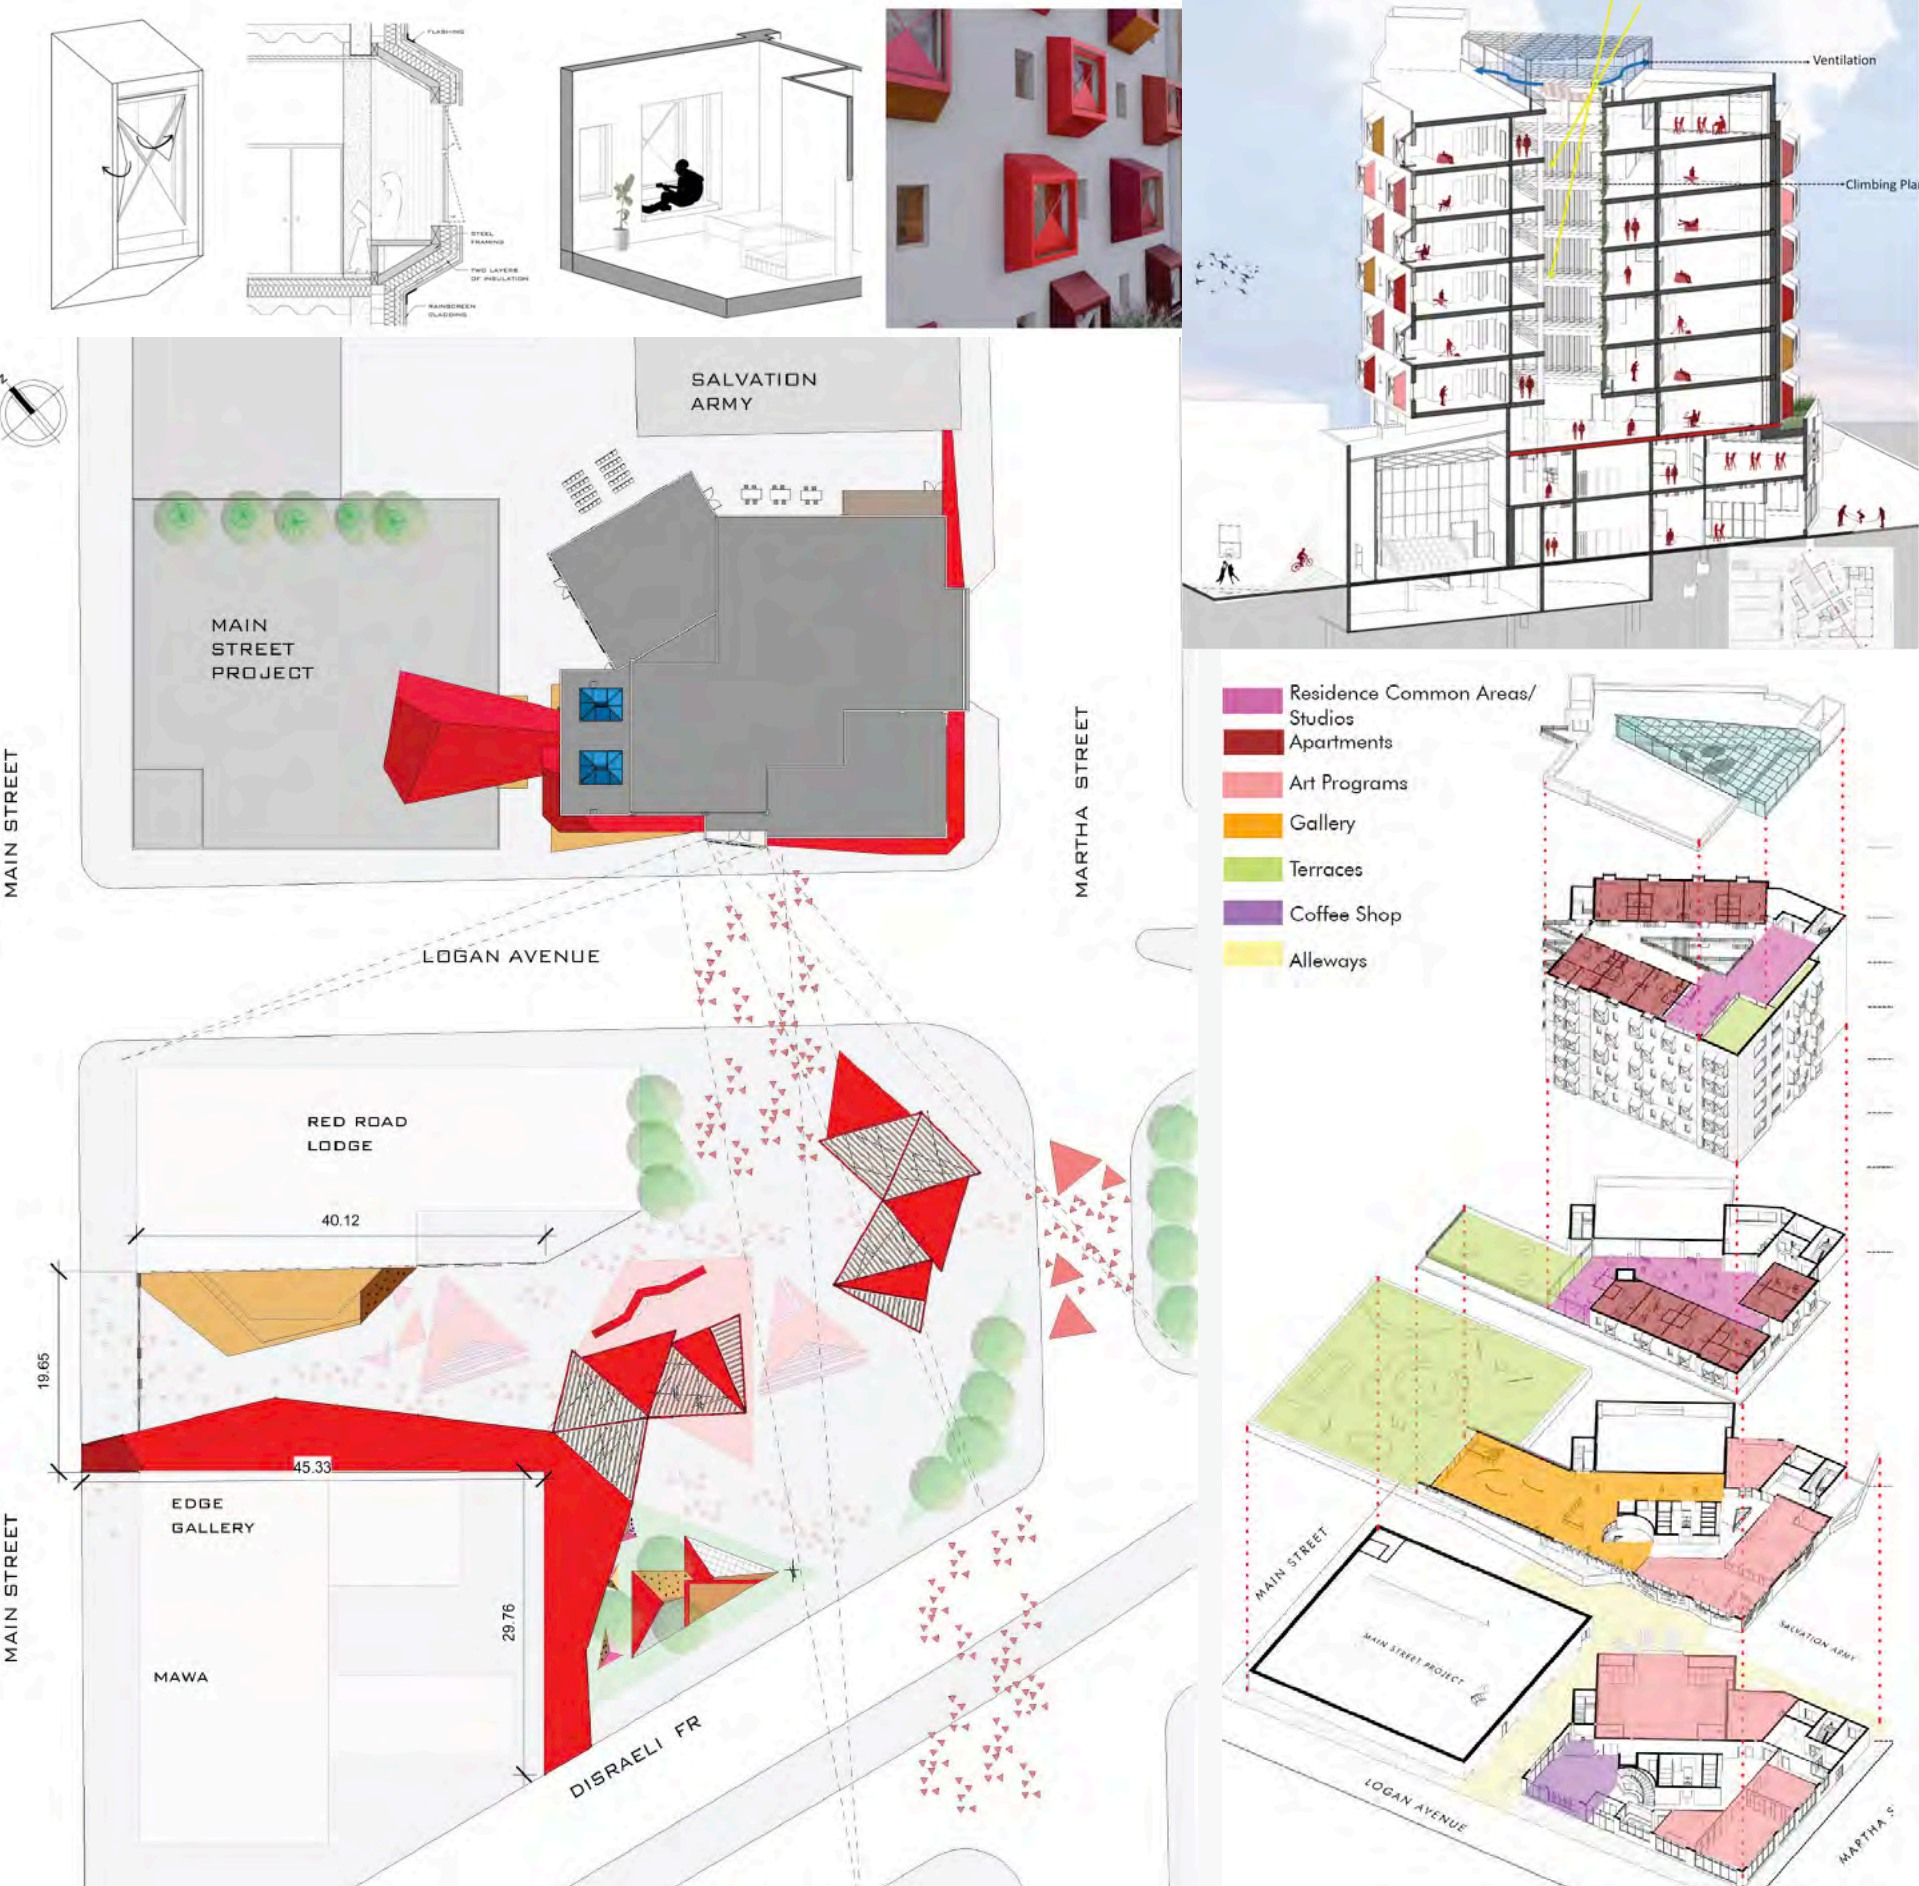 FLASHING
STEEL
FRAMING
TWO LAYERS
OF INSULATION
RAINSCREEN
CLADDING
Ventilation
Climbing Pla
N
SALVATION
ARMY
MAIN
STREET
PROJECT
MAIN STREET
MARTHA STREET
LOGAN AVENUE
RED ROAD
LODGE
40.12
19.65
45.33
EDGE
GALLERY
29.76
MAWA
MAIN STREET
DISRAELI FR
Residence Common Areas/
Studios
Apartments
Art Programs
Gallery
Terraces
Coffee Shop
Alleways
MAIN STREET
MAIN STREET PROJECT
SALVATION ARMY
LOGAN AVENUE
MARTHA S